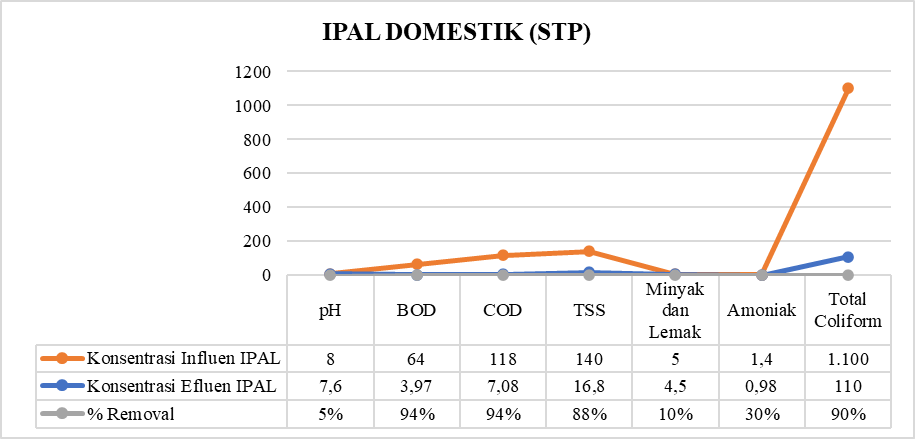 IPAL DOMESTIK (STP)
1200
1000
800
600
400
200
0
pH BOD COD TSS Minyak dan Lemak Amoniak Total Coliform
Konsentrasi Influen IPAL 8 64 118 140 5 1,4 1.100
Konsentrasi Efluen IPAL 7,6 3,97 7,08 16,8 4,5 0,98 110
% Removal 5% 94% 94% 88% 10% 30% 90%